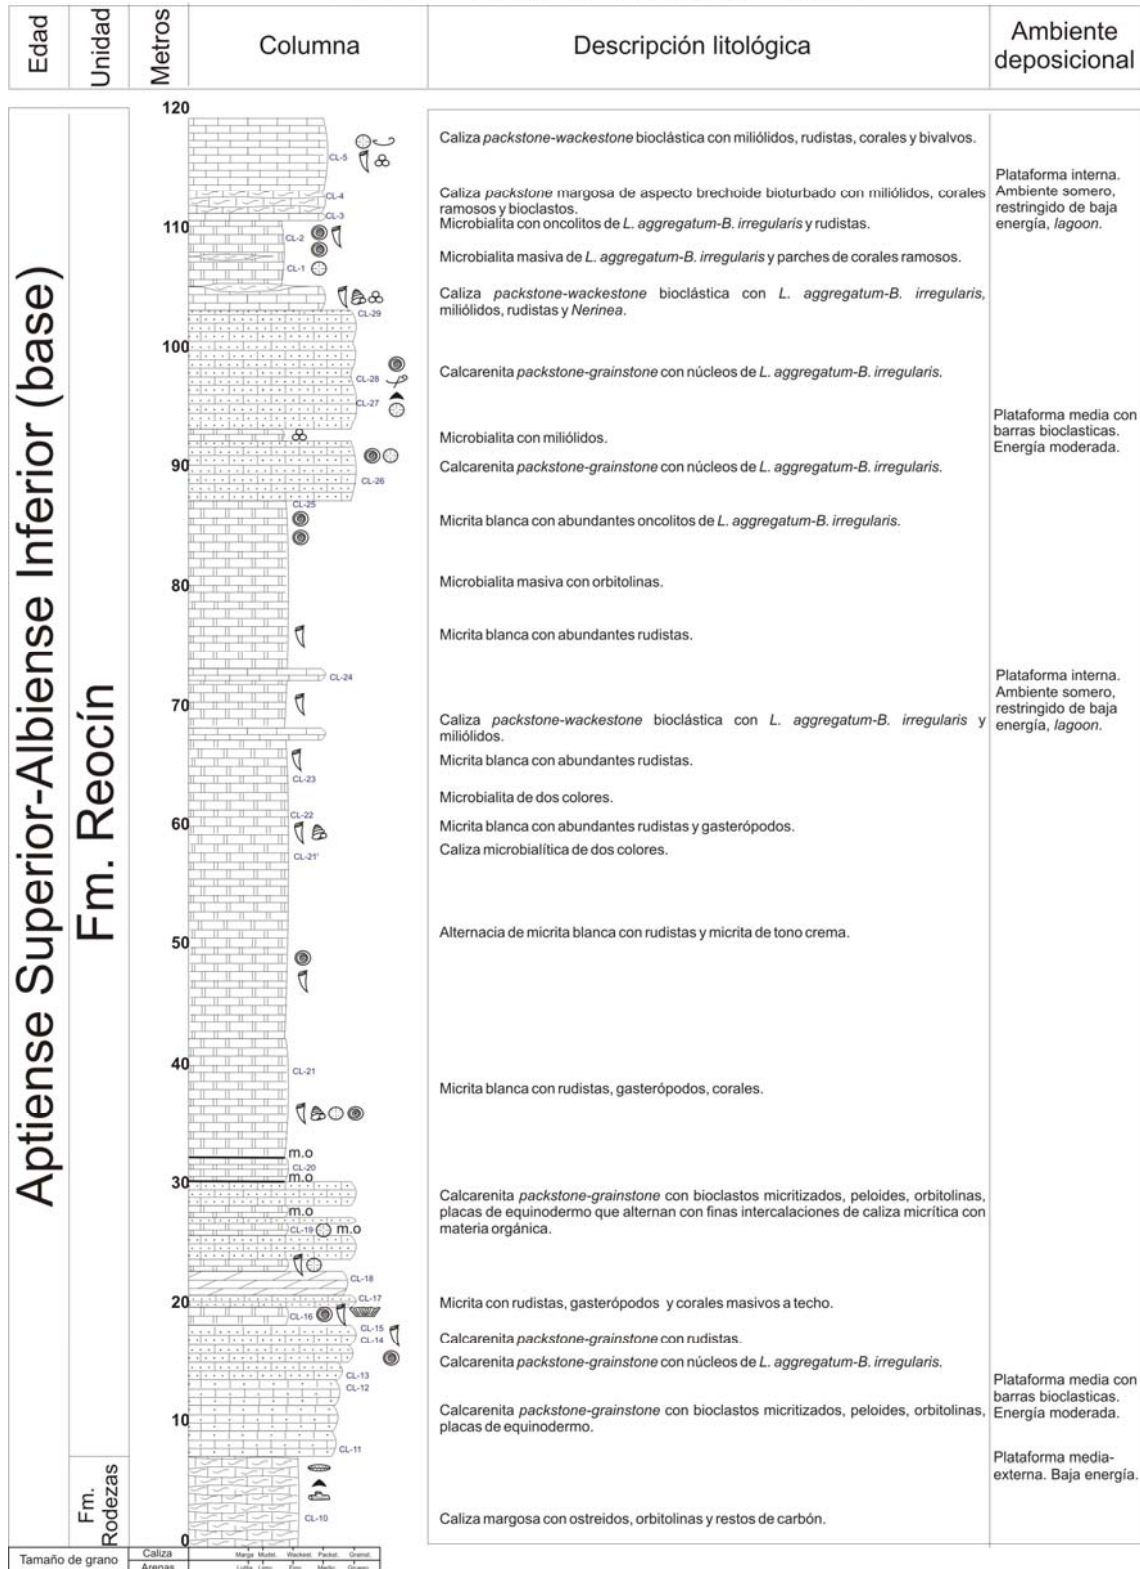 Edad
Unidad
Metros
Columna
Descripción litológica
Ambiente
deposicional
Aptiense Superior-Albiense Inferior (base)
Fm. Reocín
Fm.
Rodezas
120
110
100
90
80
70
60
50
40
30
20
10
0
CL-5
CL-4
CL-3
CL-2
CL-1
CL-29
CL-28
CL-27
CL-26
CL-25
CL-24
CL-23
CL-22
CL-21'
CL-21
m.o
CL-20
m.o
m.o
CL-19 m.o
CL-18
CL-17
CL-16
CL-15
CL-14
CL-13
CL-12
CL-11
CL-10
Caliza packstone-wackestone bioclástica con miliólidos, rudistas, corales y bivalvos.
Caliza packstone margosa de aspecto brechoide bioturbado con miliólidos, corales
ramosos y bioclastos.
Microbialita con oncolitos de L. aggregatum-B. irregularis y rudistas.
Microbialita masiva de L. aggregatum-B. irregularis y parches de corales ramosos.
Caliza packstone-wackestone bioclástica con L. aggregatum-B. irregularis,
miliólidos, rudistas y Nerinea.
Calcarenita packstone-grainstone con núcleos de L. aggregatum-B. irregularis.
Microbialita con miliólidos.
Calcarenita packstone-grainstone con núcleos de L. aggregatum-B. irregularis.
Micrita blanca con abundantes oncolitos de L. aggregatum-B. irregularis.
Microbialita masiva con orbitolinas.
Micrita blanca con abundantes rudistas.
Caliza packstone-wackestone bioclástica con L. aggregatum-B. irregularis y
miliólidos.
Micrita blanca con abundantes rudistas.
Microbialita de dos colores.
Micrita blanca con abundantes rudistas y gasterópodos.
Caliza microbialítica de dos colores.
Alternacia de micrita blanca con rudistas y micrita de tono crema.
Micrita blanca con rudistas, gasterópodos, corales.
Calcarenita packstone-grainstone con bioclastos micritizados, peloides, orbitolinas,
placas de equinodermo que alternan con finas intercalaciones de caliza micrítica con
materia orgánica.
Micrita con rudistas, gasterópodos y corales masivos a techo.
Calcarenita packstone-grainstone con rudistas.
Calcarenita packstone-grainstone con núcleos de L. aggregatum-B. irregularis.
Calcarenita packstone-grainstone con bioclastos micritizados, peloides, orbitolinas,
placas de equinodermo.
Caliza margosa con ostreidos, orbitolinas y restos de carbón.
Plataforma interna.
Ambiente somero,
restringido de baja
energía, lagoon.
Plataforma media con
barras bioclasticas.
Energía moderada.
Plataforma interna.
Ambiente somero,
restringido de baja
energía, lagoon.
Plataforma media con
barras bioclasticas.
Energía moderada.
Plataforma media-
externa. Baja energía.
Tamaño de grano
Caliza
Marga Mudst. Wackest. Packst. Grainst.
Arenas
Lutita Limo Fino Medio Grueso